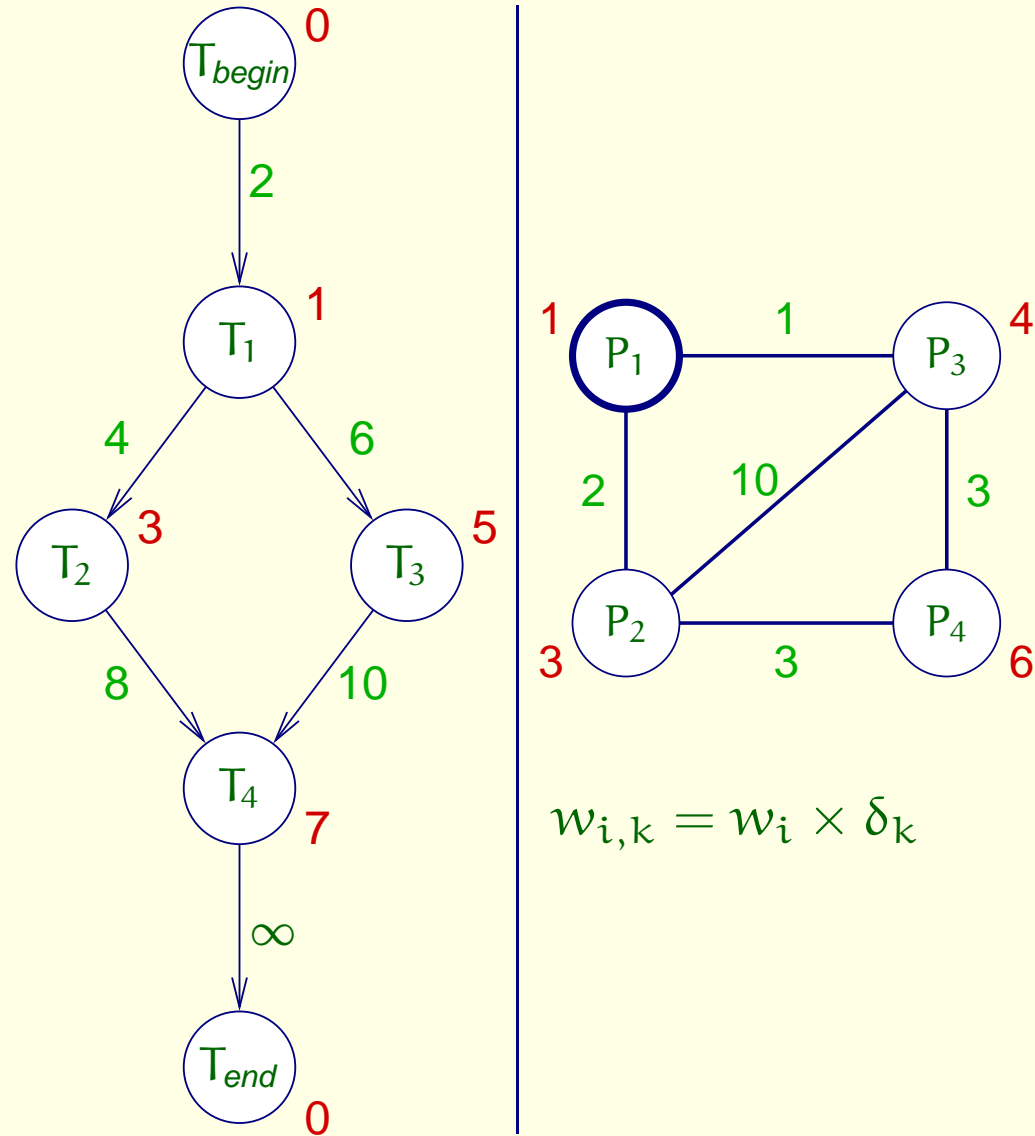 0
T_begin
2
1
T_1
4 6
3 5
T_2 T_3
8 10
T_4
7
∞
T_end
0
1 1 4
P_1 P_3
2 10 3
P_2 P_4
3 3 6
w_{i,k} = w_i × δ_k